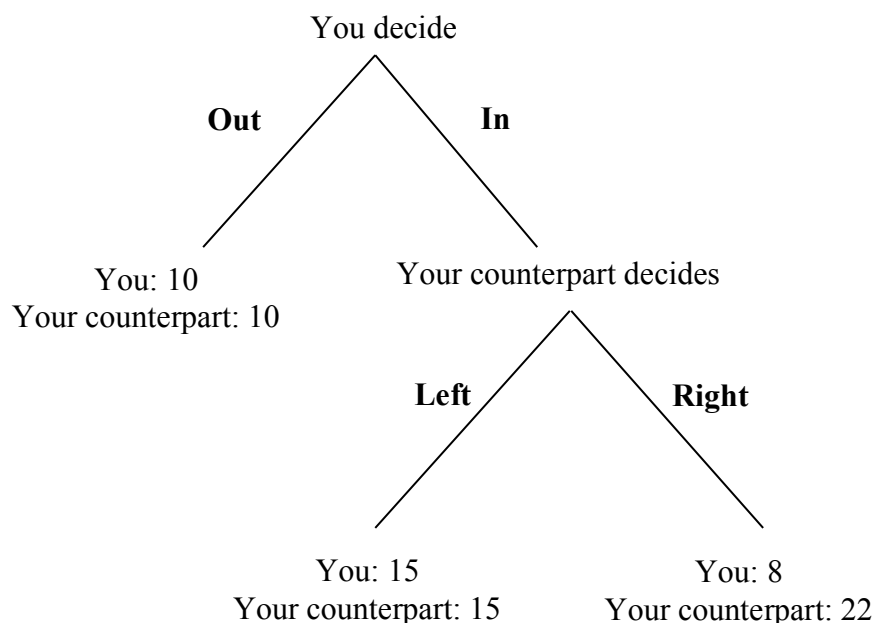 You decide
Out
In
You: 10
Your counterpart: 10
Your counterpart decides
Left
Right
You: 15
Your counterpart: 15
You: 8
Your counterpart: 22